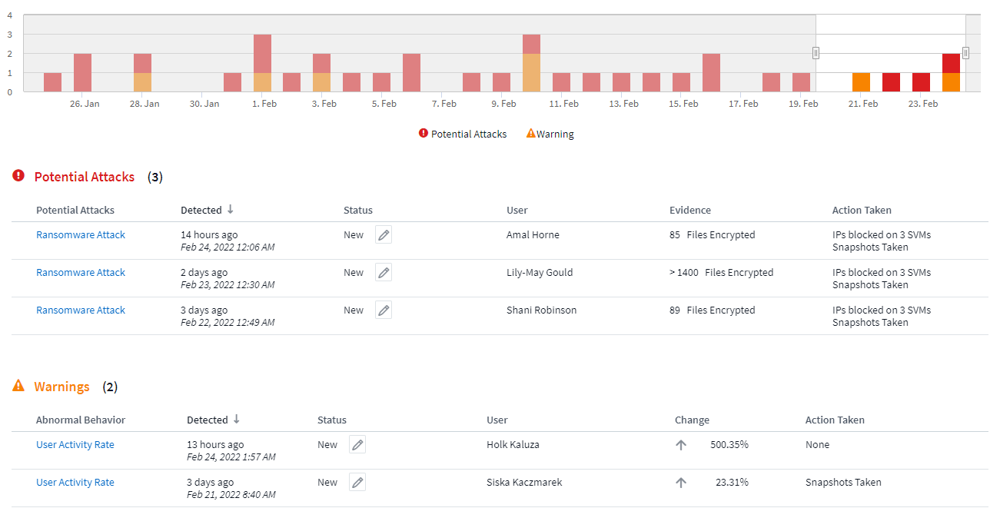 4
3
2
1
0
26. Jan 28. Jan 30. Jan 1. Feb 3. Feb 5. Feb 7. Feb 9. Feb 11. Feb 13. Feb 15. Feb 17. Feb 19. Feb 21. Feb 23. Feb
Potential Attacks Warning
Potential Attacks (3)
Potential Attacks Detected ↓ Status User Evidence Action Taken
Ransomware Attack 14 hours ago New Amal Horne 85 Files Encrypted IPs blocked on 3 SVMs
Feb 24, 2022 12:06 AM Snapshots Taken
Ransomware Attack 2 days ago New Lily-May Gould > 1400 Files Encrypted IPs blocked on 3 SVMs
Feb 23, 2022 12:30 AM Snapshots Taken
Ransomware Attack 3 days ago New Shani Robinson 89 Files Encrypted IPs blocked on 3 SVMs
Feb 22, 2022 12:49 AM Snapshots Taken
Warnings (2)
Abnormal Behavior Detected ↓ Status User Change Action Taken
User Activity Rate 13 hours ago New Holk Kaluza ↑ 500.35% None
Feb 24, 2022 1:57 AM
User Activity Rate 3 days ago New Siska Kaczmarek ↑ 23.31% Snapshots Taken
Feb 21, 2022 8:40 AM